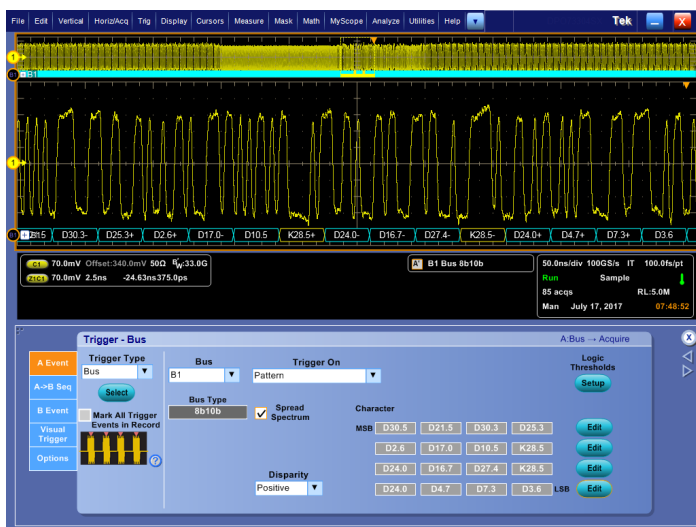 File Edit Vertical Horiz/Acq Trig Display Cursors Measure Mask Math MyScope Analyze Utilities Help Tek X
1
B1 B1
1
B1 D30.3- D25.3+ D2.6+ D17.0- D10.5 K28.5+ D24.0- D16.7- D27.4- K28.5- D24.0+ D4.7+ D7.3+ D3.6
C1 70.0mV Offset:340.0mV 50Ω BW:33.0G
Z1C1 70.0mV 2.5ns -24.63ns375.0ps
A' B1 Bus 8b10b
50.0ns/div 100GS/s IT 100.0fs/pt
Run Sample
85 acqs RL:5.0M
Man July 17, 2017 07:48:52
Trigger - Bus A:Bus → Acquire X
A Event
A->B Seq
B Event
Visual Trigger
Options
Trigger Type
Bus
Select
Mark All Trigger
Events in Record
?
Bus
B1
Bus Type
8b10b
Trigger On
Pattern
Spread
Spectrum
Disparity
Positive
Character
MSB D30.5 D21.5 D30.3 D25.3
D2.6 D17.0 D10.5 K28.5
D24.0 D16.7 D27.4 K28.5
D24.0 D4.7 D7.3 D3.6 LSB
Logic
Thresholds
Setup
Edit
Edit
Edit
Edit